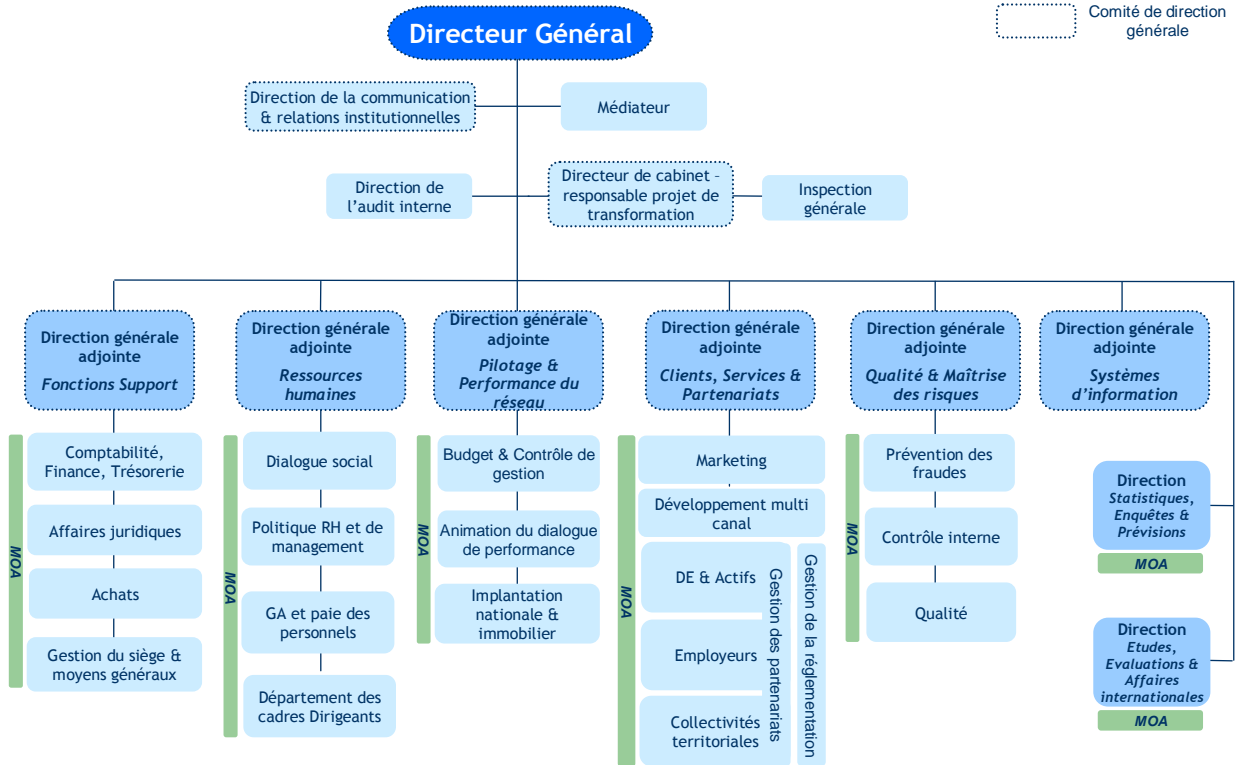 Directeur Général
Comité de direction
générale
Direction de la communication
& relations institutionnelles
Médiateur
Direction de
l'audit interne
Directeur de cabinet –
responsable projet de
transformation
Inspection
générale
Direction générale
adjointe
Fonctions Support
Direction générale
adjointe
Ressources
humaines
Direction générale
adjointe
Pilotage &
Performance du
réseau
Direction générale
adjointe
Clients, Services &
Partenariats
Direction générale
adjointe
Qualité & Maîtrise
des risques
Direction générale
adjointe
Systèmes
d'information
MOA
Comptabilité,
Finance, Trésorerie
Affaires juridiques
Achats
Gestion du siège &
moyens généraux
MOA
Dialogue social
Politique RH et de
management
GA et paie des
personnels
Département des
cadres Dirigeants
MOA
Budget & Contrôle de
gestion
Animation du dialogue
de performance
Implantation
nationale &
immobilier
MOA
Marketing
Développement multi
canal
DE & Actifs
Employeurs
Collectivités
territoriales
Gestion des partenariats
Gestion de la réglementation
MOA
Prévention des
fraudes
Contrôle interne
Qualité
Direction
Statistiques,
Enquêtes &
Prévisions
MOA
Direction
Etudes,
Evaluations &
Affaires
internationales
MOA